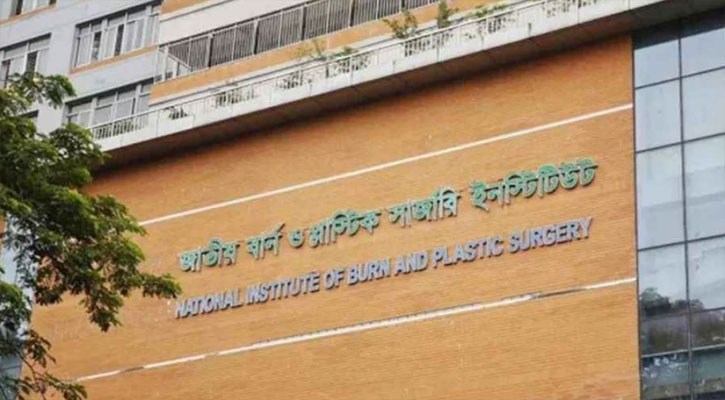 জাতীয় বার্ন ও প্লাস্টিক সার্জারি ইনস্টিটিউট
NATIONAL INSTITUTE OF BURN AND PLASTIC SURGERY